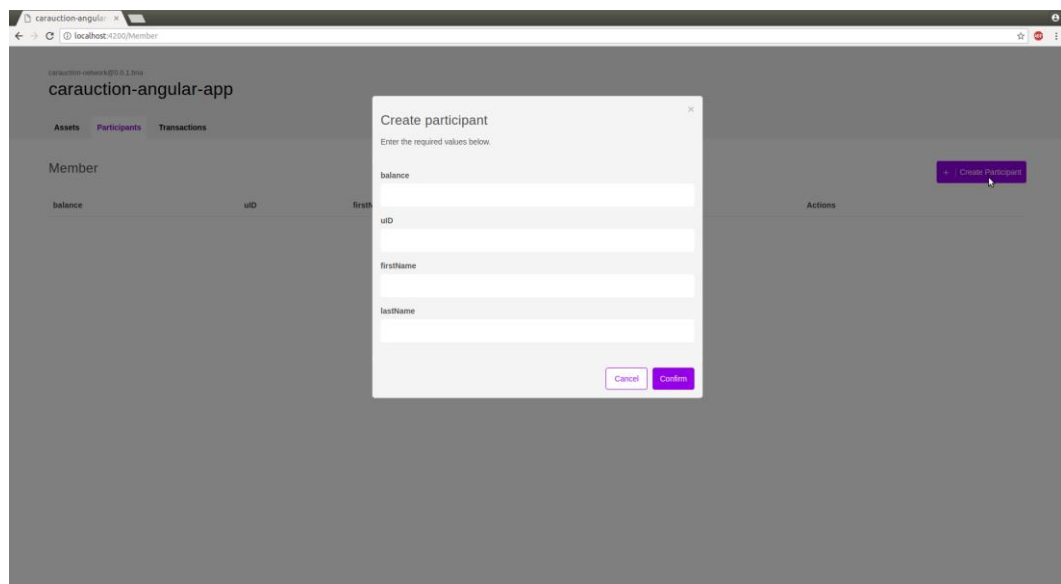 carauction-angular
localhost:4200/Member
carauction-network@0.0.1.bna
carauction-angular-app
Assets Participants Transactions
Member
+ Create Participant
balance uID firstN Actions
Create participant
×
Enter the required values below.
balance
uID
firstName
lastName
Cancel Confirm